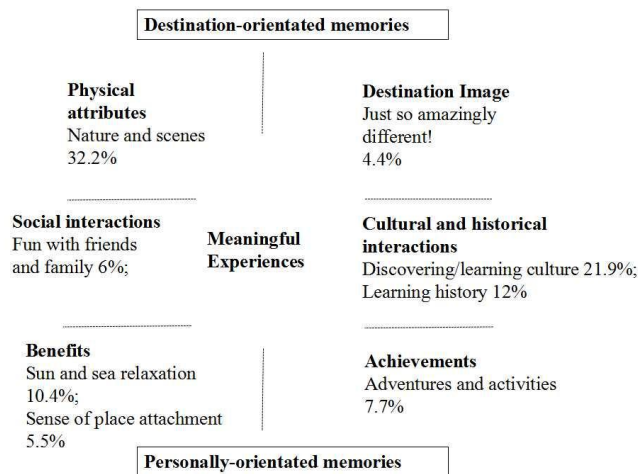 Destination-orientated memories
Physical
attributes
Nature and scenes
32.2%
Destination Image
Just so amazingly
different!
4.4%
Social interactions
Fun with friends
and family 6%;
Meaningful
Experiences
Cultural and historical
interactions
Discovering/learning culture 21.9%;
Learning history 12%
Benefits
Sun and sea relaxation
10.4%;
Sense of place attachment
5.5%
Achievements
Adventures and activities
7.7%
Personally-orientated memories